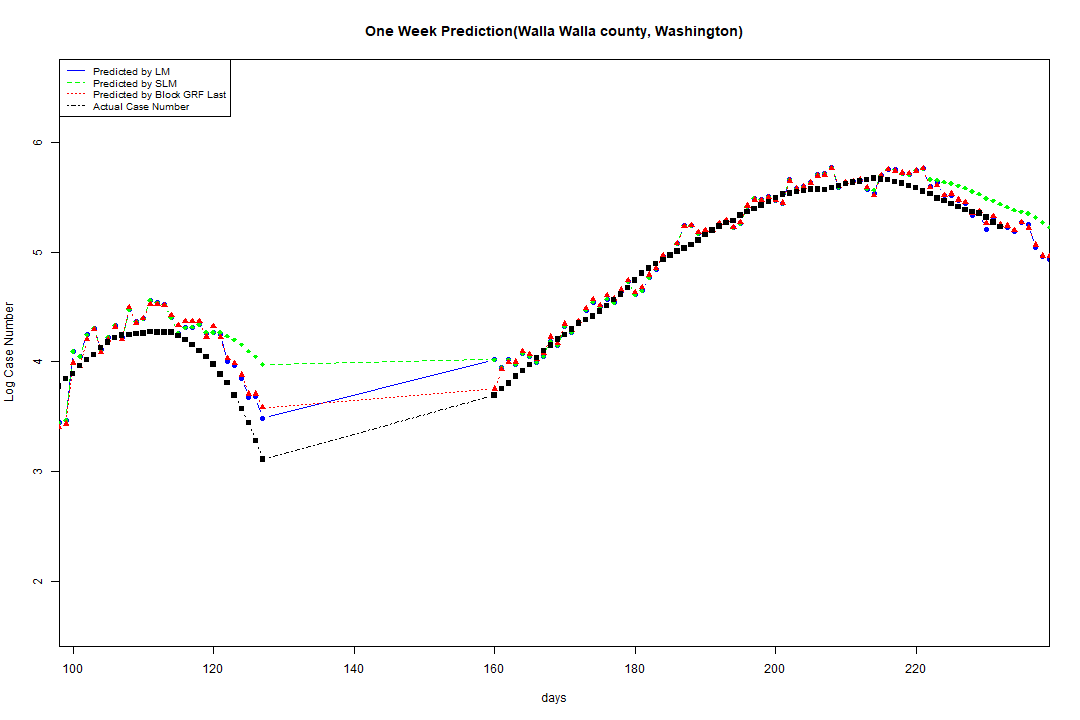 One Week Prediction(Walla Walla county, Washington)
Predicted by LM
Predicted by SLM
Predicted by Block GRF Last
Actual Case Number
Log Case Number
6
5
4
3
2
100 120 140 160 180 200 220
days